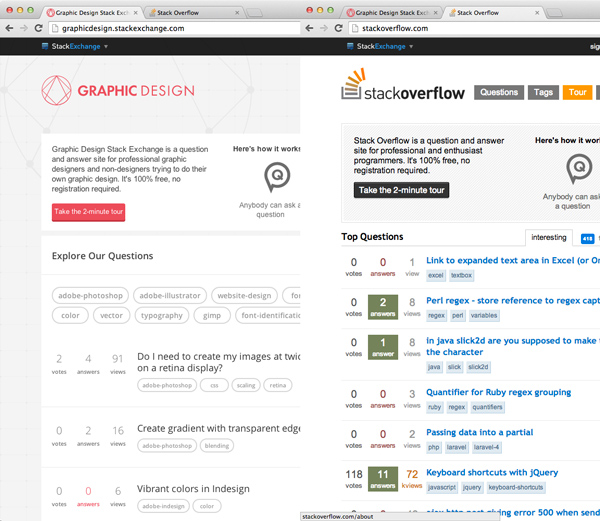 Graphic Design Stack Exc
Stack Overflow
graphicdesign.stackexchange.com
StackExchange
GRAPHIC DESIGN
Graphic Design Stack Exchange is a question
and answer site for professional graphic
designers and non-designers trying to do their
own graphic design. It's 100% free, no
registration required.
Take the 2-minute tour
Here's how it works
Anybody can ask a
question
Explore Our Questions
adobe-photoshop adobe-illustrator website-design fo
color vector typography gimp font-identificatio
2 4 91
votes answers views
Do I need to create my images at twic
on a retina display?
adobe-photoshop css scaling retina
0 2 16
votes answers views
Create gradient with transparent edge
adobe-photoshop blending
0 0 6
votes answers views
Vibrant colors in Indesign
adobe-indesign color
Graphic Design Stack Exc
Stack Overflow
stackoverflow.com
StackExchange sig
stackoverflow
Questions Tags Tour
Stack Overflow is a question and answer
site for professional and enthusiast
programmers. It's 100% free, no
registration required.
Take the 2-minute tour
Here's how it work
Anybody can ask
a question
Top Questions
interesting 418
0 0 1
votes answers view
Link to expanded text area in Excel (or On
excel textbox
0 2 8
votes answers views
Perl regex - store reference to regex capt
regex perl variables
0 1 8
votes answer views
in java slick2d are you supposed to make
the character
java slick slick2d
0 0 3
votes answers views
Quantifier for Ruby regex grouping
ruby regex quantifiers
0 0 2
votes answers views
Passing data into a partial
php laravel laravel-4
118 11 72
votes answers kviews
Keyboard shortcuts with jQuery
javascript jquery keyboard-shortcuts
error 500 when send
stackoverflow.com/about